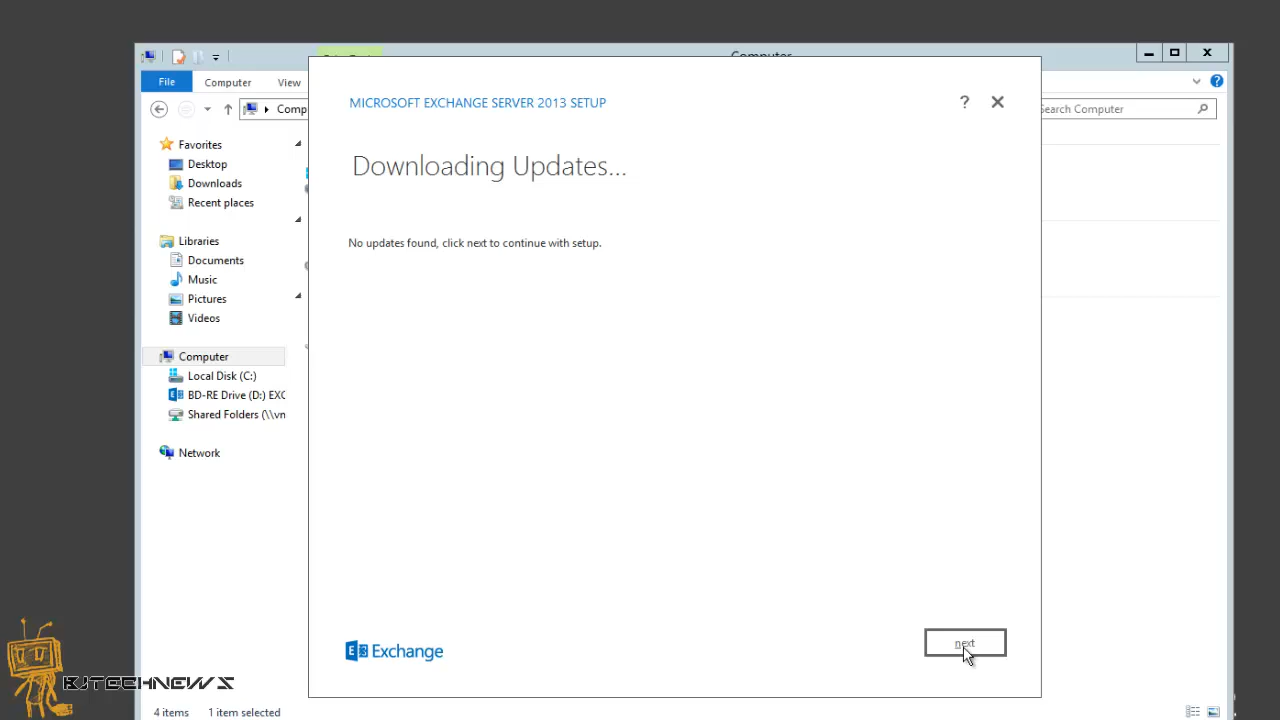 Computer
File
Computer
View
Comp
Search Computer
Favorites
Desktop
Downloads
Recent places
Libraries
Documents
Music
Pictures
Videos
Computer
Local Disk (C:)
BD-RE Drive (D:) EXC
Shared Folders (\\vn
Network
4 items 1 item selected
MICROSOFT EXCHANGE SERVER 2013 SETUP
?
Downloading Updates...
No updates found, click next to continue with setup.
E Exchange
next
BJTECHNEWS